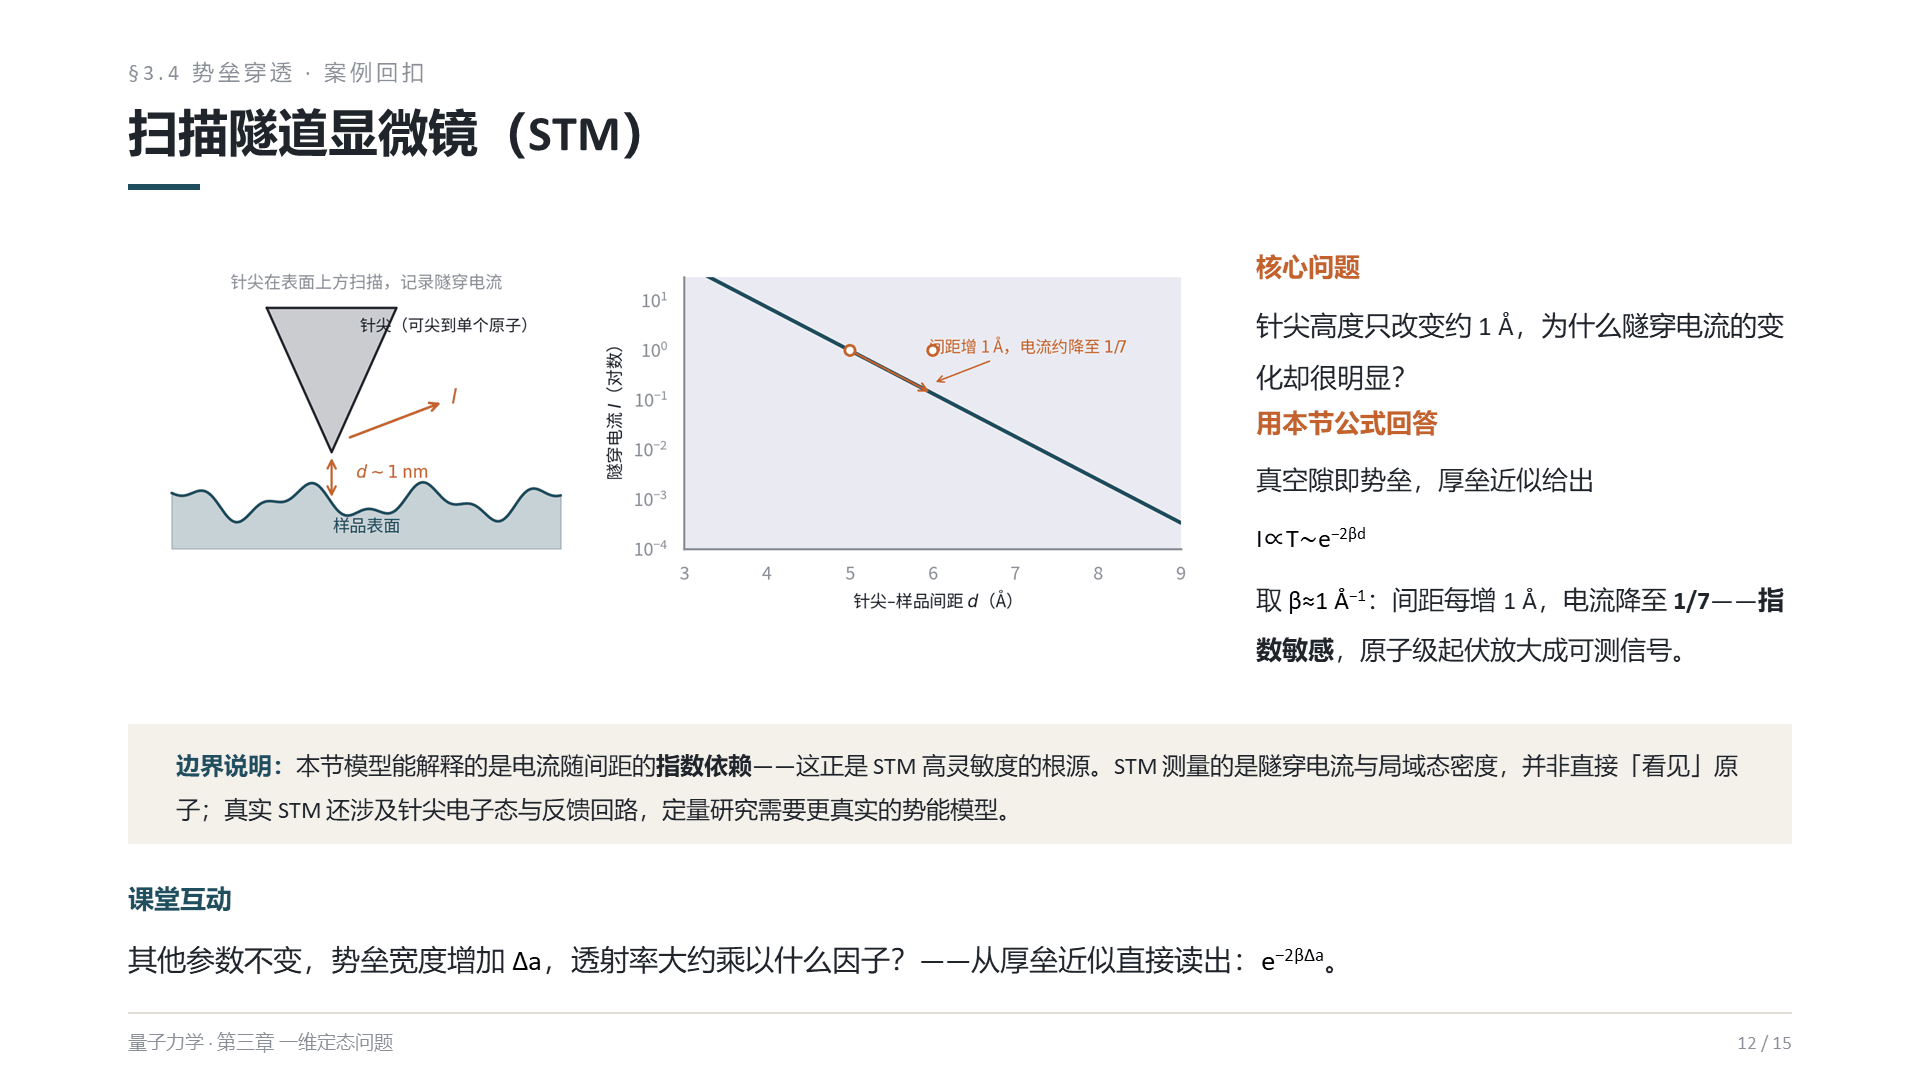 §3.4 势垒穿透 · 案例回扣
扫描隧道显微镜（STM）
针尖在表面上方扫描，记录隧穿电流
针尖（可尖到单个原子）
I
d ~ 1 nm
样品表面
隧穿电流 I（对数）
10¹
10⁰
10⁻¹
10⁻²
10⁻³
10⁻⁴
间距增 1 Å，电流约降至 1/7
3 4 5 6 7 8 9
针尖–样品间距 d（Å）
核心问题
针尖高度只改变约 1 Å，为什么隧穿电流的变
化却很明显？
用本节公式回答
真空隙即势垒，厚垒近似给出
I∝T~e⁻²ᵝᵈ
取 β≈1 Å⁻¹：间距每增 1 Å，电流降至 1/7——指
数敏感，原子级起伏放大成可测信号。
边界说明：本节模型能解释的是电流随间距的指数依赖——这正是 STM 高灵敏度的根源。STM 测量的是隧穿电流与局域态密度，并非直接「看见」原
子；真实 STM 还涉及针尖电子态与反馈回路，定量研究需要更真实的势能模型。
课堂互动
其他参数不变，势垒宽度增加 Δa，透射率大约乘以什么因子？——从厚垒近似直接读出：e^−2βΔa。
量子力学 · 第三章 一维定态问题
12 / 15